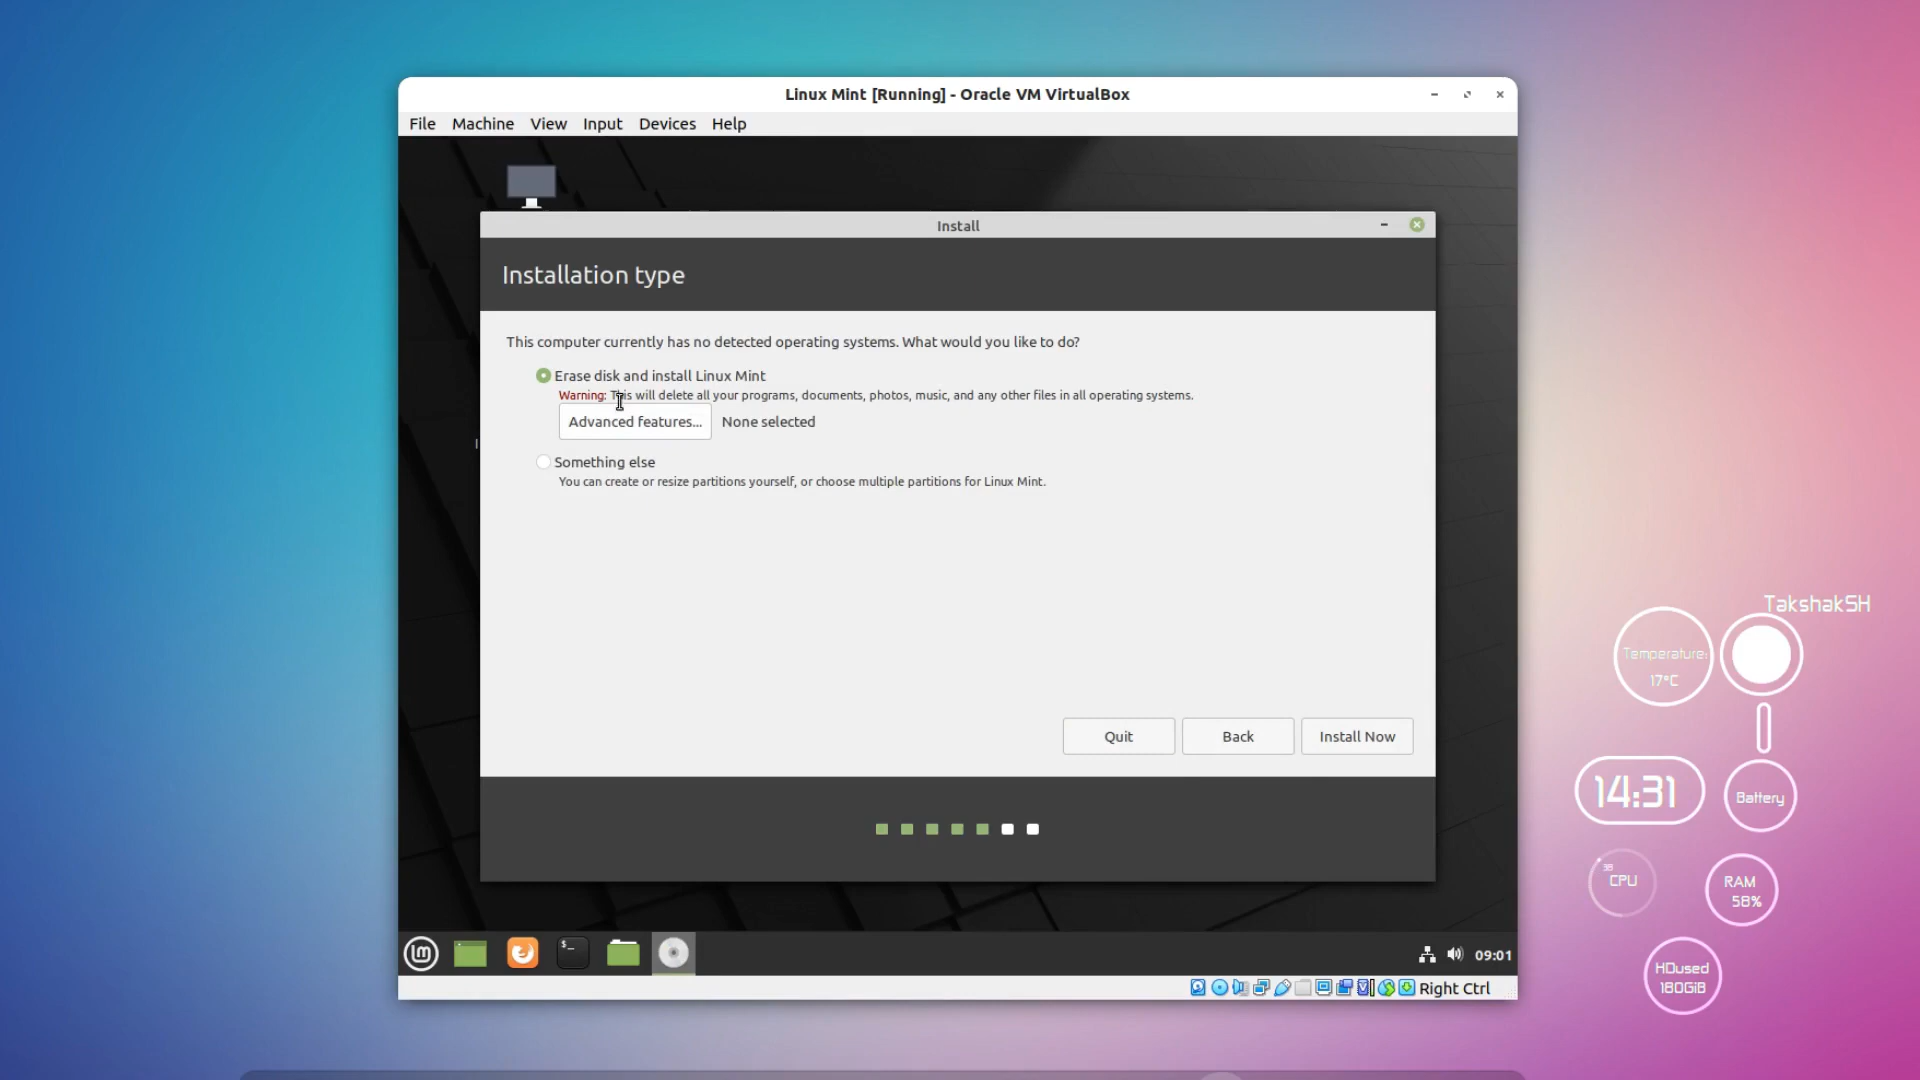 Linux Mint [Running] - Oracle VM VirtualBox
File Machine View Input Devices Help
Install
Installation type
This computer currently has no detected operating systems. What would you like to do?
Erase disk and install Linux Mint
Warning: This will delete all your programs, documents, photos, music, and any other files in all operating systems.
Advanced features... None selected
Something else
You can create or resize partitions yourself, or choose multiple partitions for Linux Mint.
Quit Back Install Now
09:01
Right Ctrl
TakshakSH
Temperature:
17°C
14:31
Battery
CPU
RAM
58%
HDused
180GiB